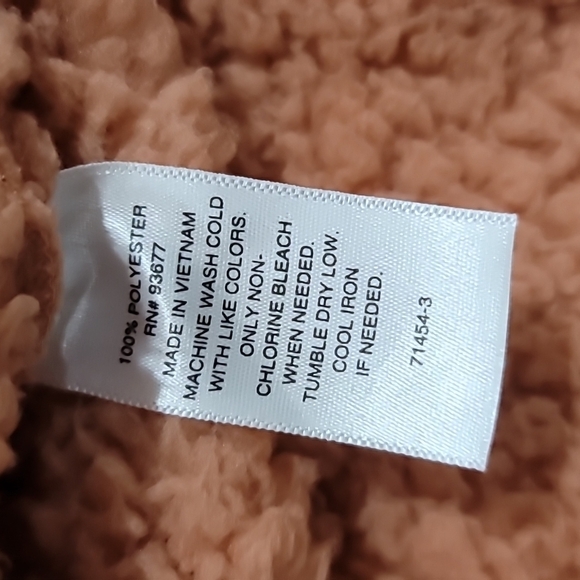 100% POLYESTER
RN# 93677
MADE IN VIETNAM
MACHINE WASH COLD
WITH LIKE COLORS.
ONLY NON-
CHLORINE BLEACH
WHEN NEEDED.
TUMBLE DRY LOW.
COOL IRON
IF NEEDED.
71454-3